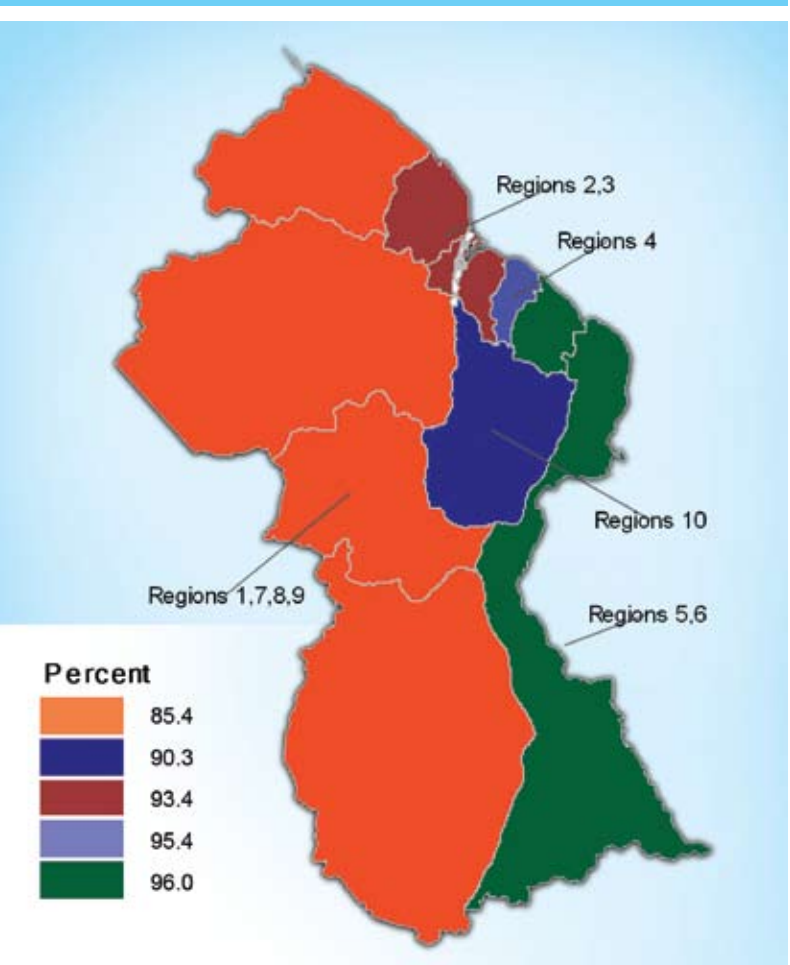 Regions 2,3
Regions 4
Regions 10
Regions 1,7,8,9
Regions 5,6
Percent
85.4
90.3
93.4
95.4
96.0